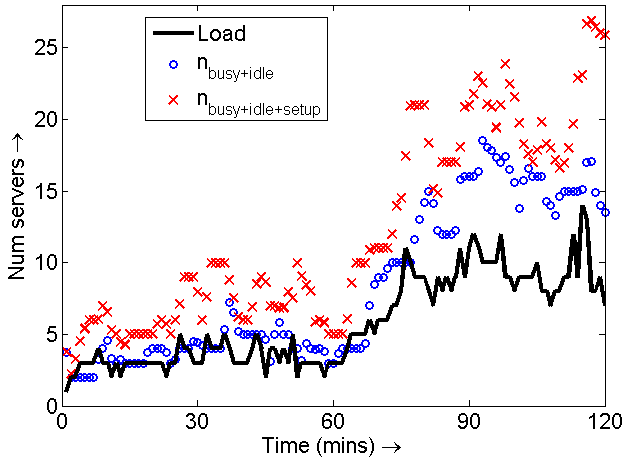 Load
n_busy+idle
n_busy+idle+setup
Num servers →
25
20
15
10
5
0
0 30 60 90 120
Time (mins) →